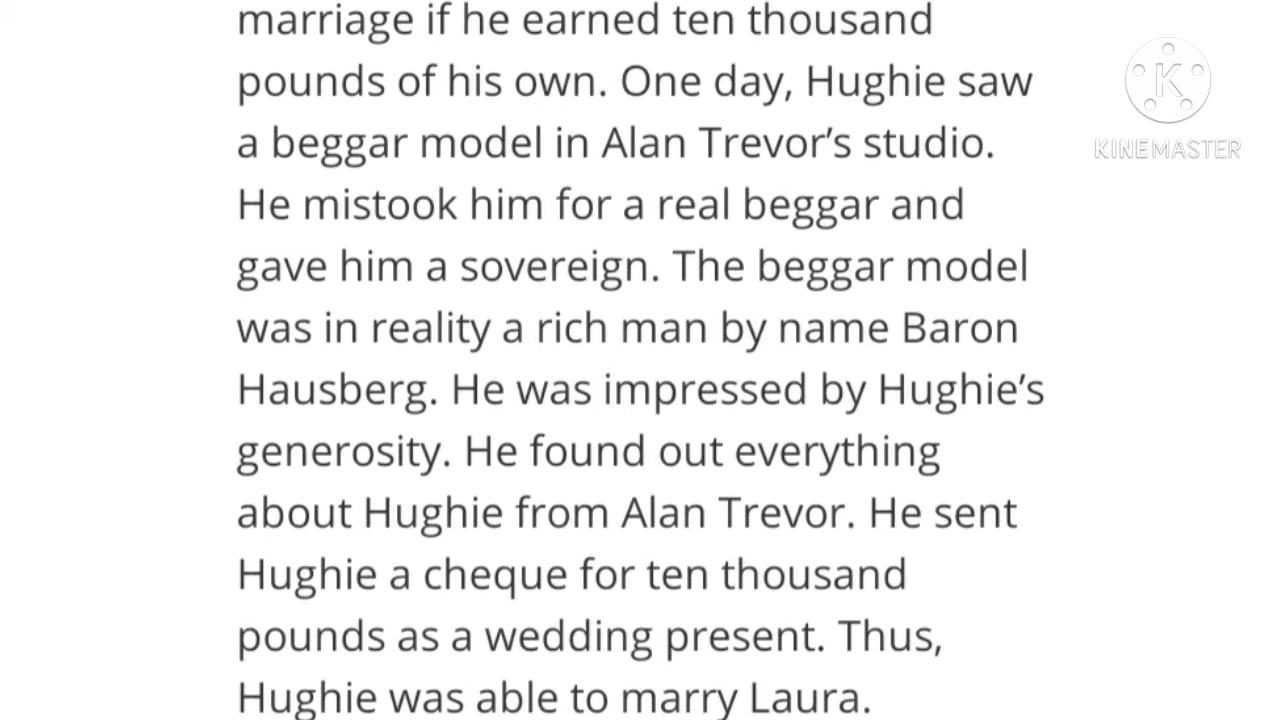 marriage if he earned ten thousand
pounds of his own. One day, Hughie saw
a beggar model in Alan Trevor’s studio.
He mistook him for a real beggar and
gave him a sovereign. The beggar model
was in reality a rich man by name Baron
Hausberg. He was impressed by Hughie’s
generosity. He found out everything
about Hughie from Alan Trevor. He sent
Hughie a cheque for ten thousand
pounds as a wedding present. Thus,
Hughie was able to marry Laura.
K
KINEMASTER